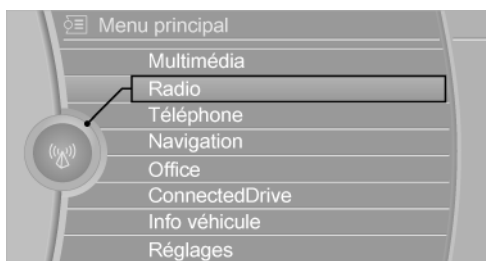 Menu principal
Multimédia
Radio
Téléphone
Navigation
Office
ConnectedDrive
Info véhicule
Réglages